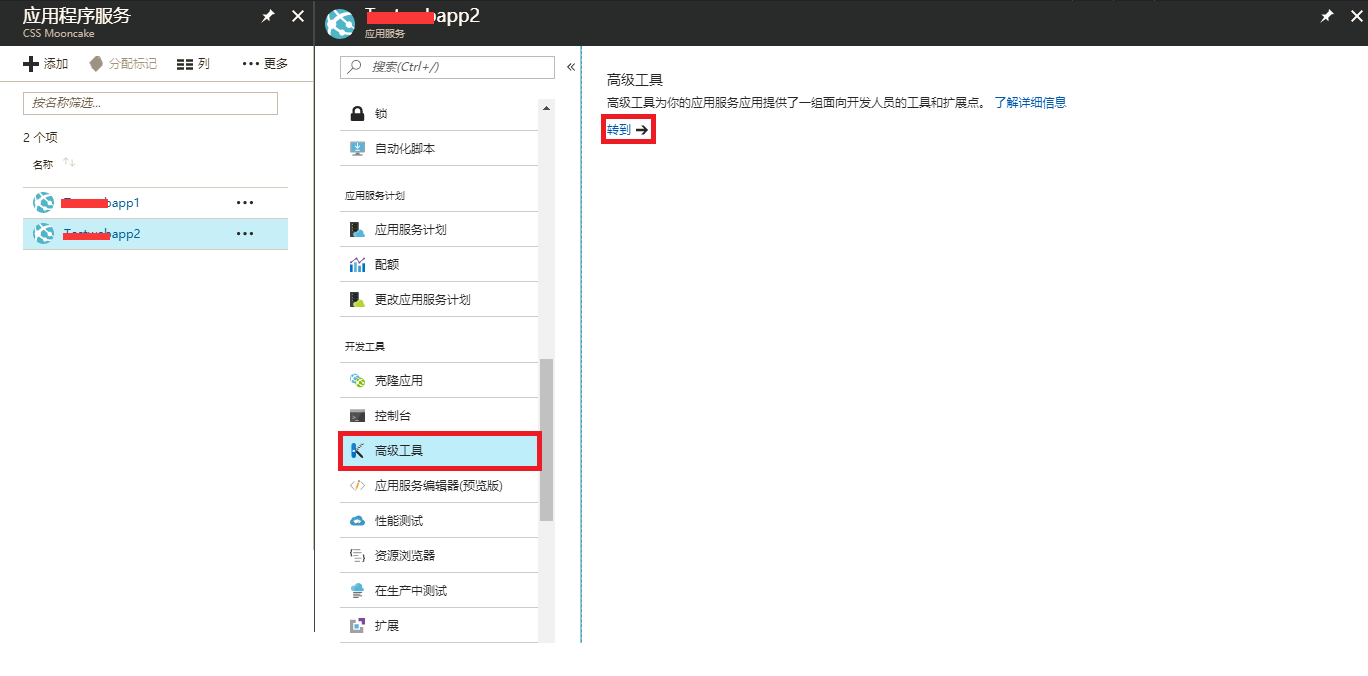 应用程序服务
CSS Mooncake
添加
分配标记
列
更多
按名称筛选...
2 个项
名称
bapp1
bapp2
bapp2
应用服务
搜索(Ctrl+/)
锁
自动化脚本
应用服务计划
应用服务计划
配额
更改应用服务计划
开发工具
克隆应用
控制台
高级工具
应用服务编辑器(预览版)
性能测试
资源浏览器
在生产中测试
扩展
高级工具
高级工具为你的应用服务应用提供了一组面向开发人员的工具和扩展点。 了解详细信息
转到